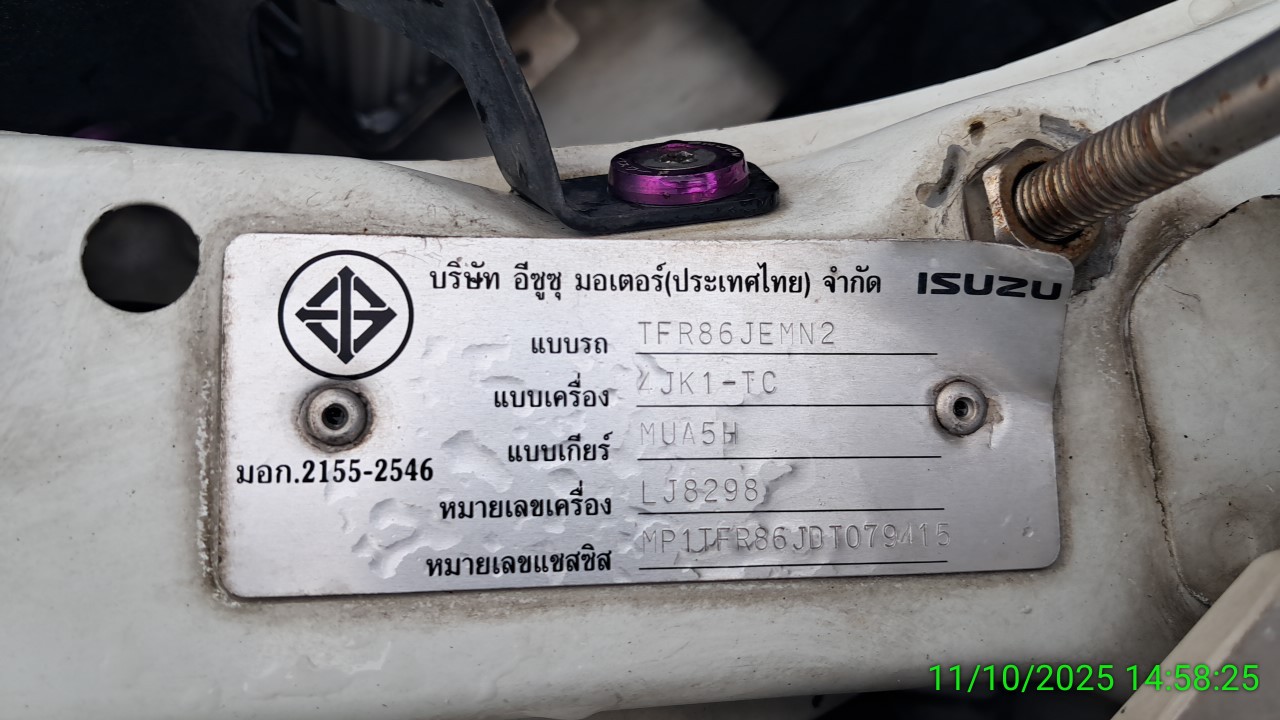 บริษัท อีซูซุ มอเตอร์(ประเทศไทย) จำกัด ISUZU
แบบรถ TFR86JEMN2
แบบเครื่อง 4JK1-TC
แบบเกียร์ MUA5H
มอก.2155-2546
หมายเลขเครื่อง LJ8298
หมายเลขแชสซิส MP1TFR86JDT079415
11/10/2025 14:58:25